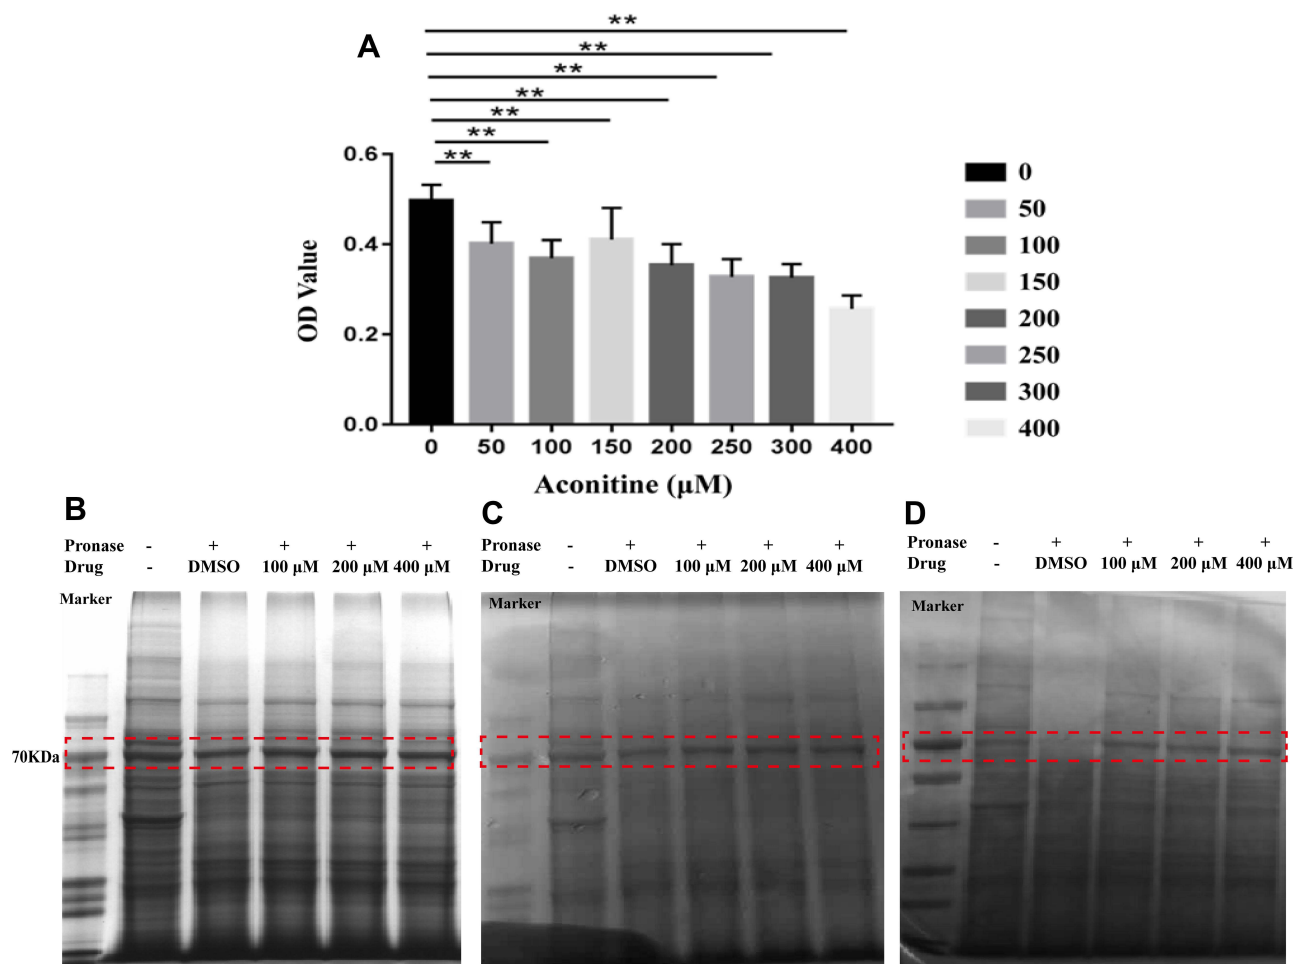 A
**
**
**
**
**
**
**
0.6
0.4
0.2
0.0
OD Value
0 50 100 150 200 250 300 400
Aconitine (μM)
0
50
100
150
200
250
300
400
B
Pronase - + + + +
Drug - DMSO 100 μM 200 μM 400 μM
Marker
70KDa
C
Pronase - + + + +
Drug - DMSO 100 μM 200 μM 400 μM
Marker
D
Pronase - + + + +
Drug - DMSO 100 μM 200 μM 400 μM
Marker